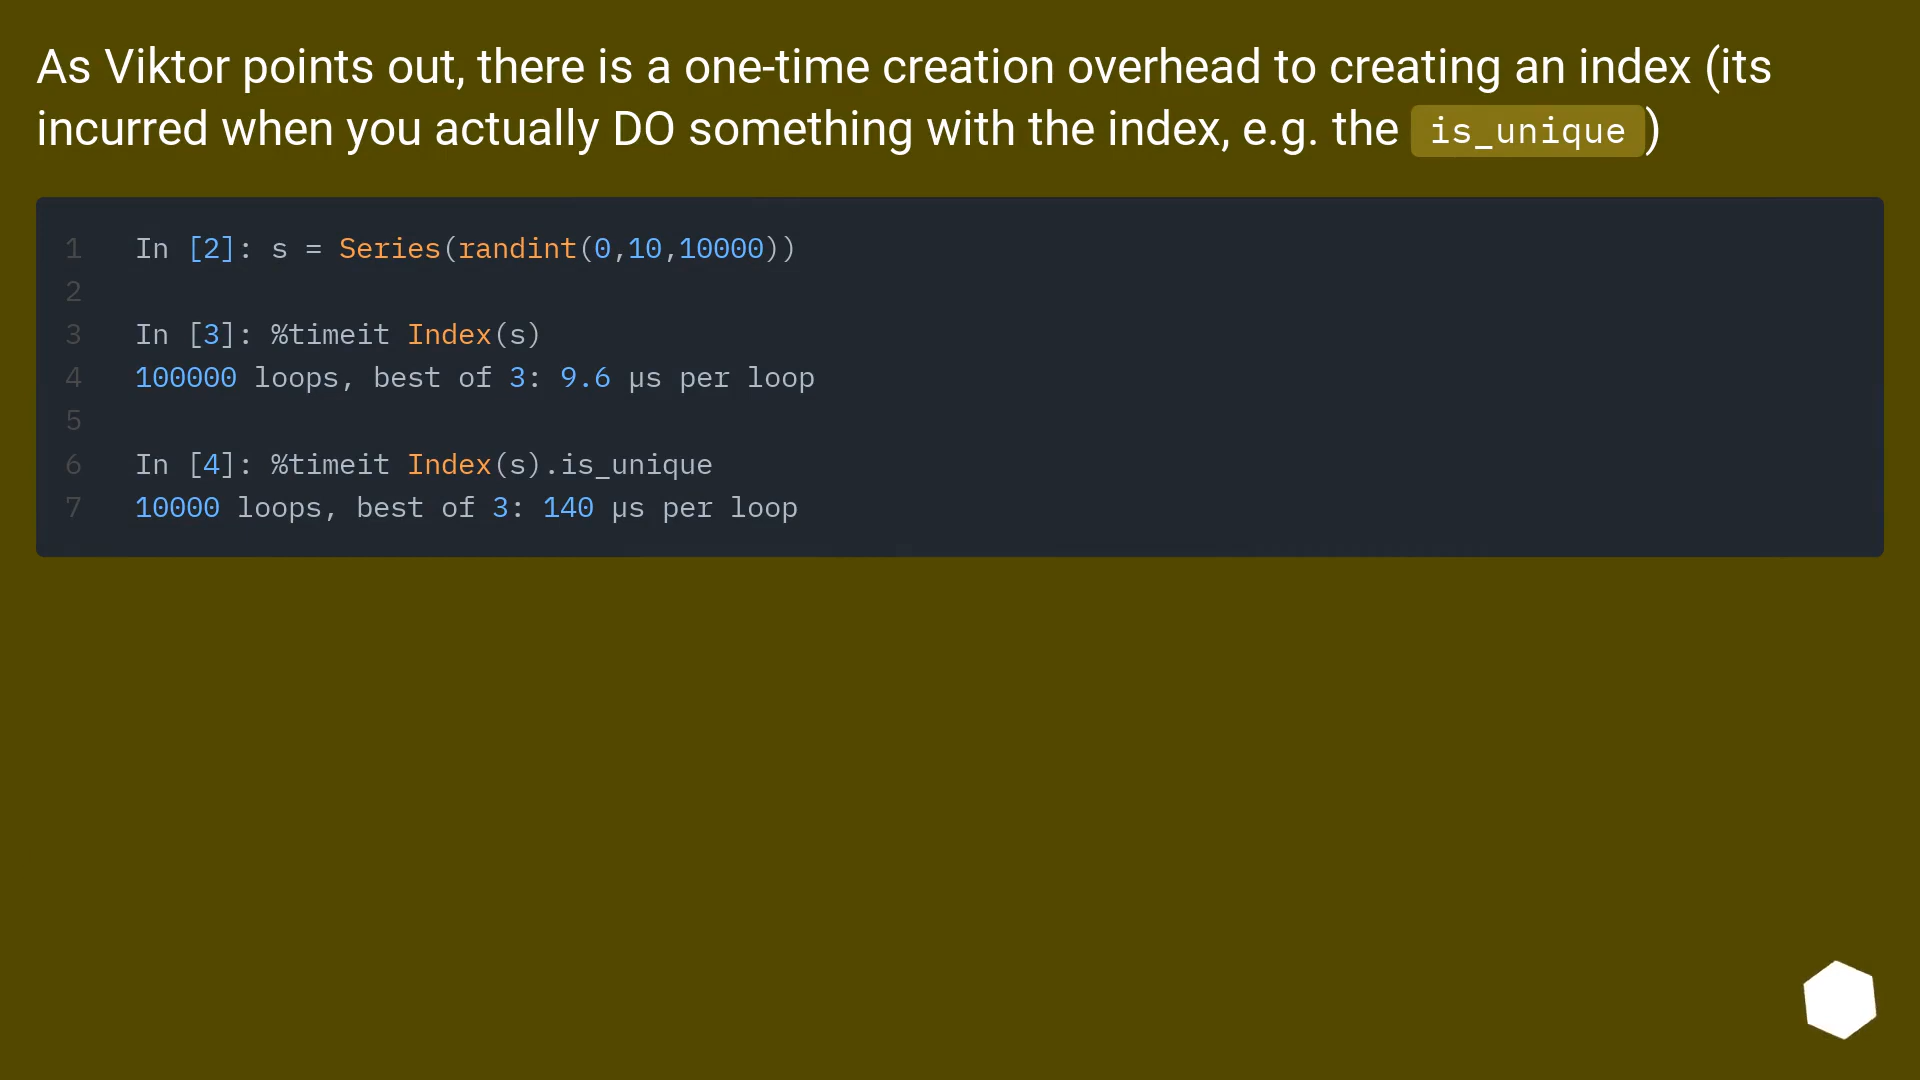 As Viktor points out, there is a one-time creation overhead to creating an index (its
incurred when you actually DO something with the index, e.g. the is_unique)
1 In [2]: s = Series(randint(0,10,10000))
2
3 In [3]: %timeit Index(s)
4 100000 loops, best of 3: 9.6 µs per loop
5
6 In [4]: %timeit Index(s).is_unique
7 10000 loops, best of 3: 140 µs per loop